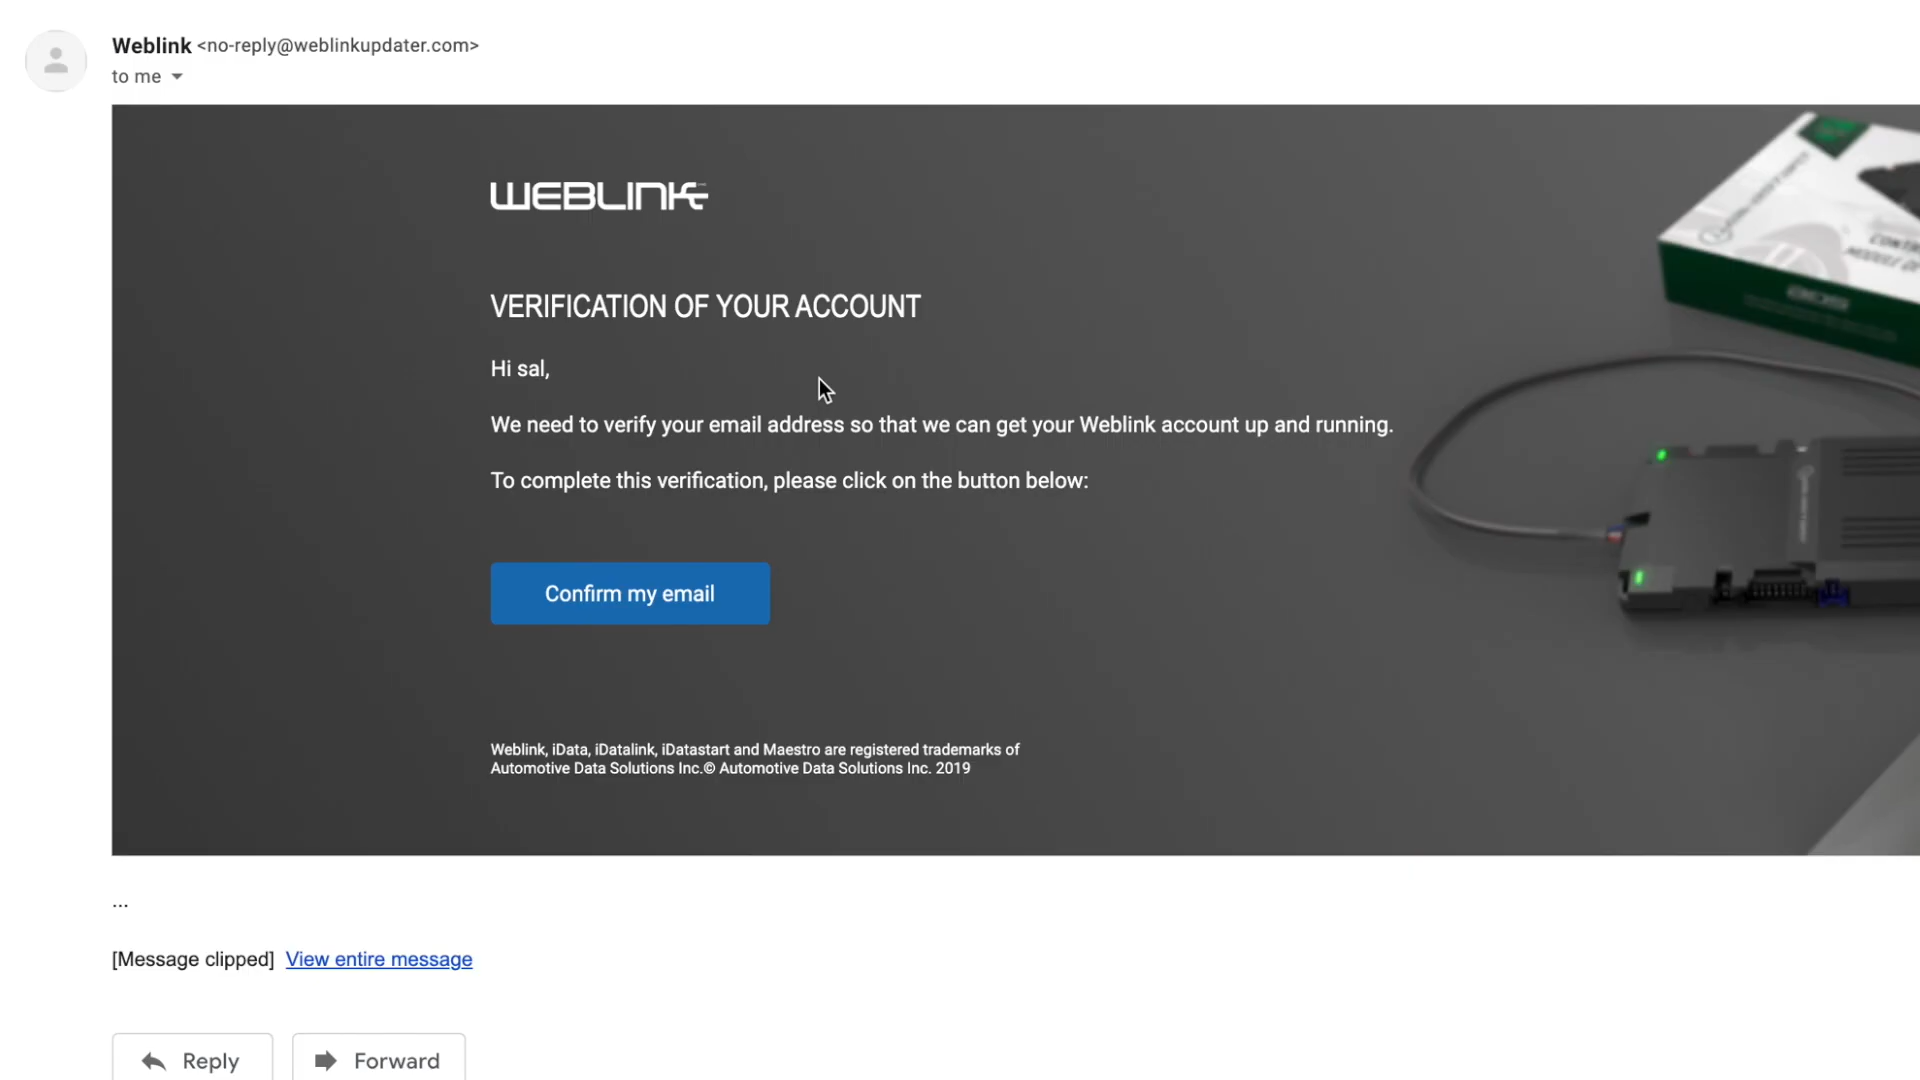 Weblink <no-reply@weblinkupdater.com>
to me
WEBLINK
VERIFICATION OF YOUR ACCOUNT
Hi sal,
We need to verify your email address so that we can get your Weblink account up and running.
To complete this verification, please click on the button below:
Confirm my email
Weblink, iData, iDatalink, iDatastart and Maestro are registered trademarks of
Automotive Data Solutions Inc.© Automotive Data Solutions Inc. 2019
...
[Message clipped] View entire message
Reply
Forward